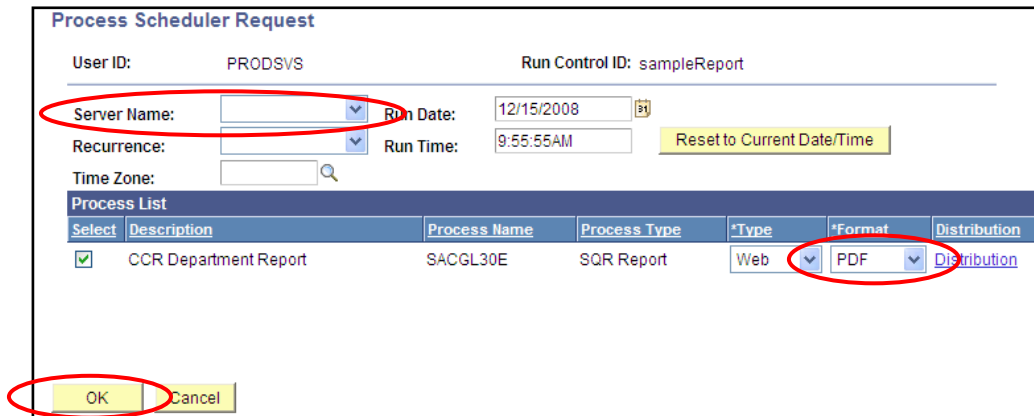 Process Scheduler Request
User ID: PRODSVS Run Control ID: sampleReport
Server Name: Run Date: 12/15/2008 31
Recurrence: Run Time: 9:55:55AM Reset to Current Date/Time
Time Zone:
Process List
Select Description Process Name Process Type *Type *Format Distribution
CCR Department Report SACGL30E SQR Report Web PDF Distribution
OK Cancel